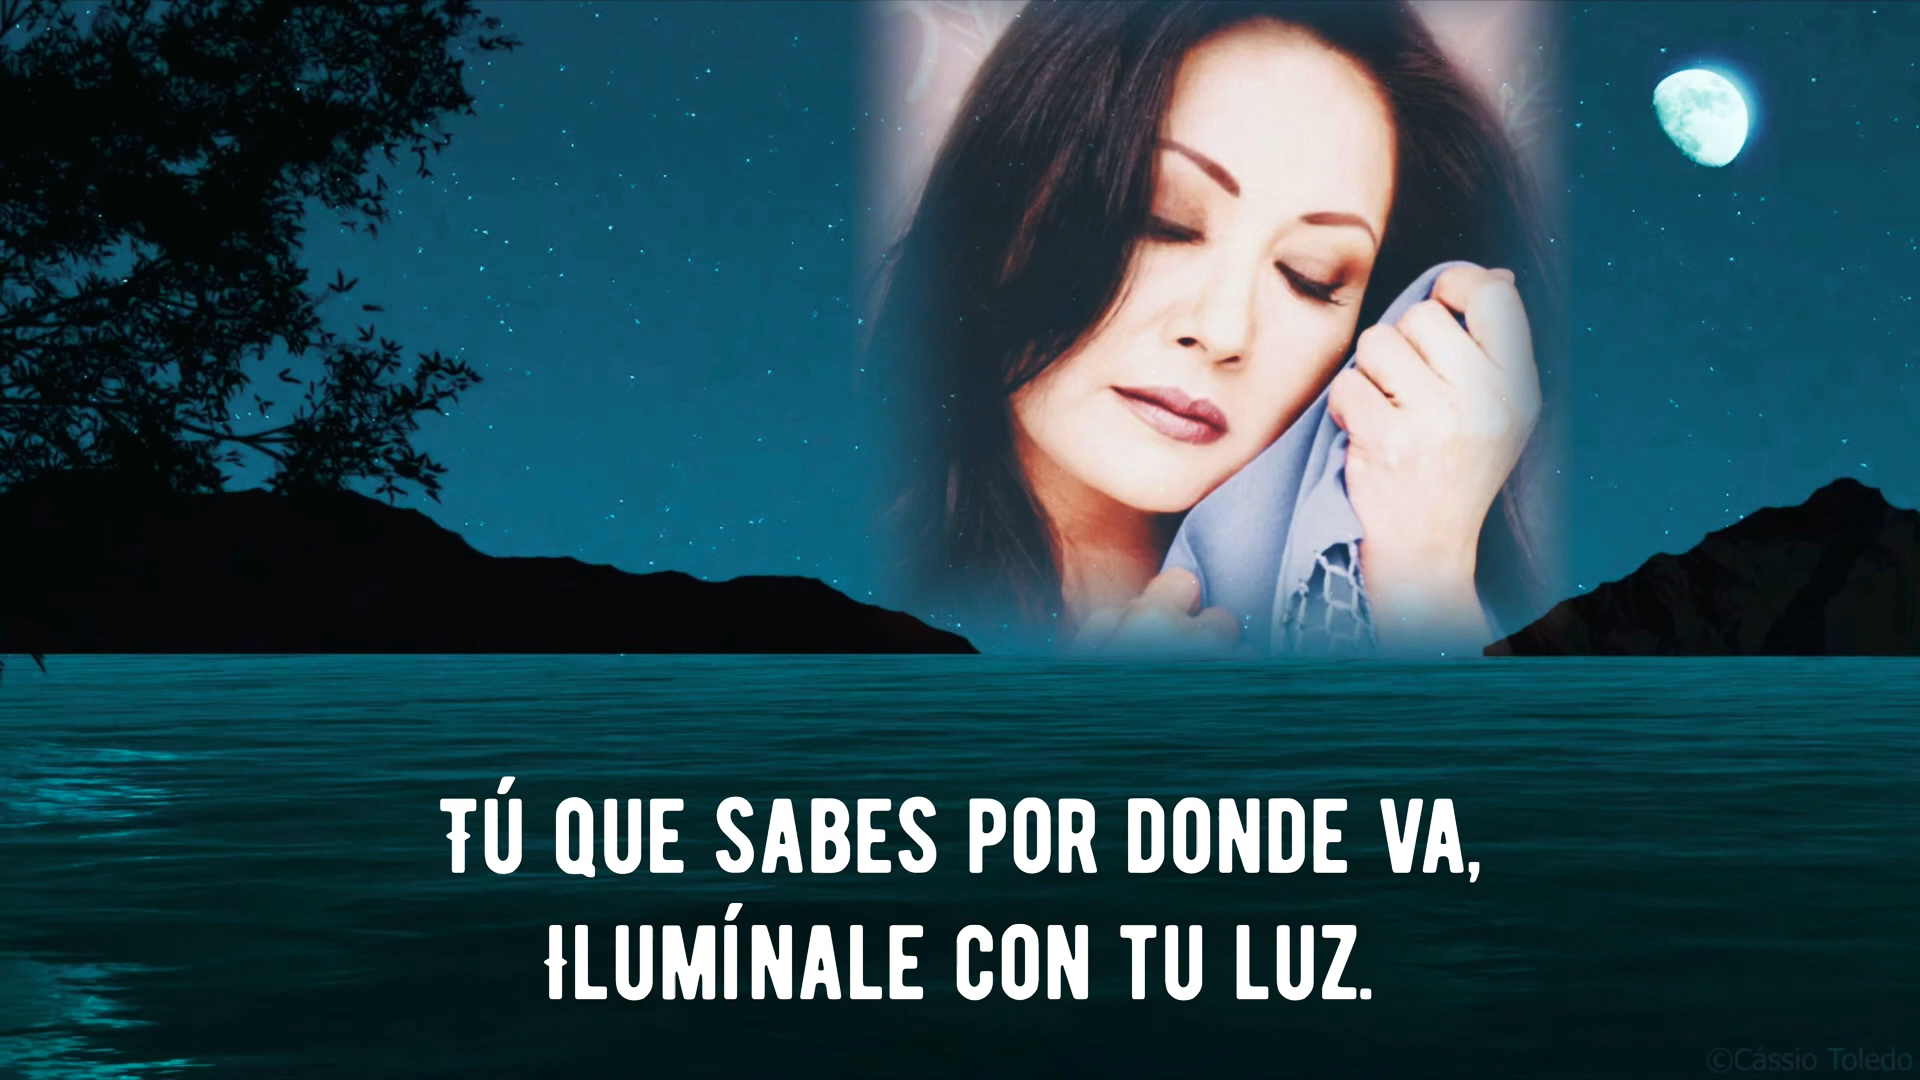 Tú que sabes por donde va,
Ilumínale con tu luz.
©Cássio Toledo